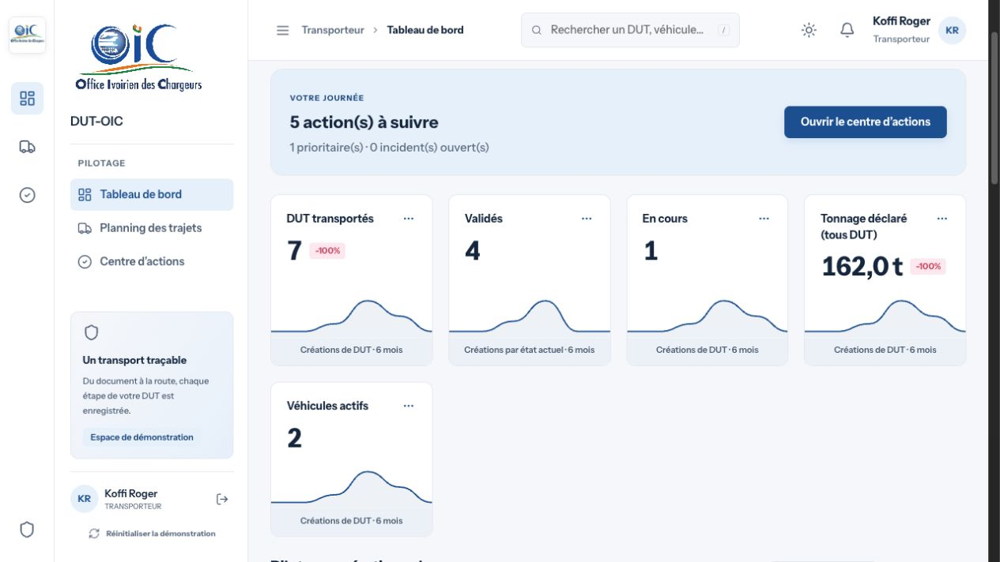 OiC
Office Ivoirien des Chargeurs
OiC
Office Ivoirien des Chargeurs
DUT-OIC
PILOTAGE
Tableau de bord
Planning des trajets
Centre d'actions
Un transport traçable
Du document à la route, chaque
étape de votre DUT est
enregistrée.
Espace de démonstration
KR
Koffi Roger
TRANSPORTEUR
Réinitialiser la démonstration
Transporteur > Tableau de bord
Rechercher un DUT, véhicule... /
Koffi Roger
Transporteur
KR
VOTRE JOURNÉE
5 action(s) à suivre
1 prioritaire(s) · 0 incident(s) ouvert(s)
Ouvrir le centre d'actions
DUT transportés
7 -100%
Créations de DUT · 6 mois
Validés
4
Créations par état actuel · 6 mois
En cours
1
Créations de DUT · 6 mois
Tonnage déclaré
(tous DUT)
162,0 t -100%
Créations de DUT · 6 mois
Véhicules actifs
2
Créations de DUT · 6 mois